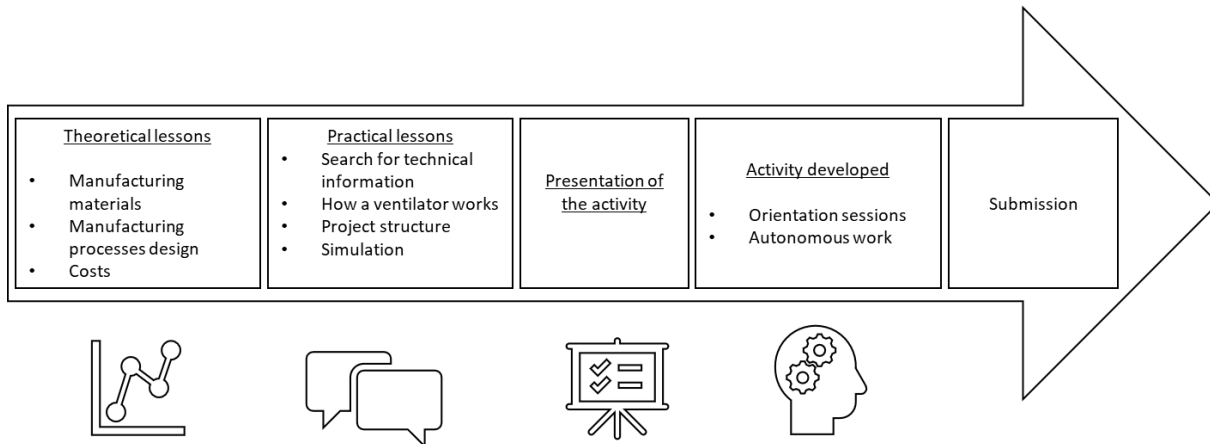 Theoretical lessons
• Manufacturing
materials
• Manufacturing
processes design
• Costs
Practical lessons
• Search for technical
information
• How a ventilator works
• Project structure
• Simulation
Presentation of
the activity
Activity developed
• Orientation sessions
• Autonomous work
Submission